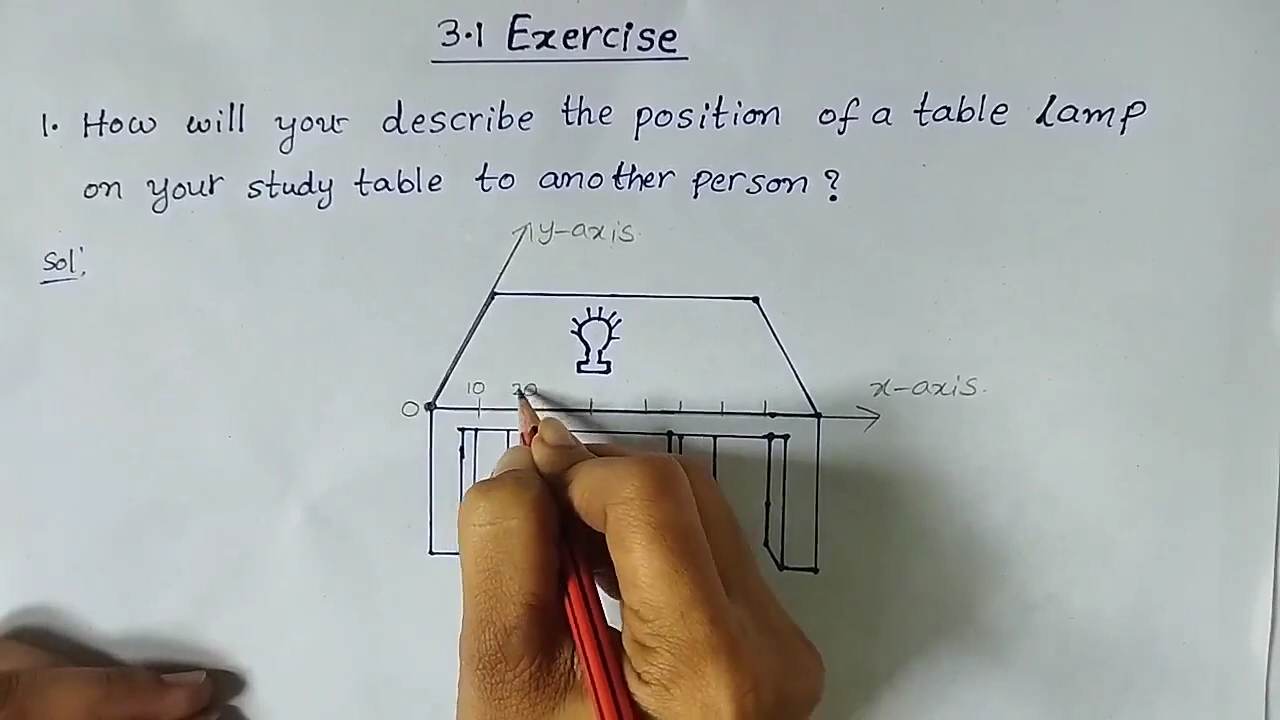 3.1 Exercise
1. How will your describe the position of a table lamp
on your study table to another person?
Sol:
y-axis.
10 20 x-axis.
O